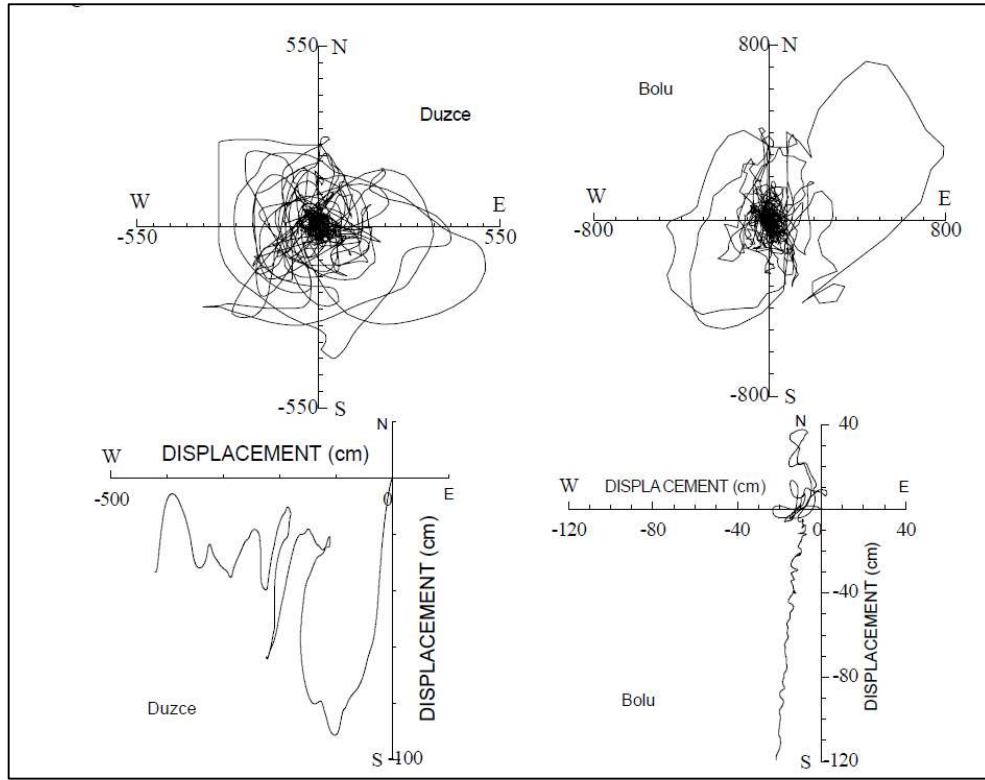 550 N
Duzce
W E
-550 550
-550 S
800 N
Bolu
W E
-800 800
-800 S
N
W DISPLACEMENT (cm)
-500 0 E
DISPLACEMENT (cm)
Duzce
S -100
N 40
W DISPLACEMENT (cm) E
-120 -80 -40 0 40
-40
DISPLACEMENT (cm)
-80
Bolu
S -120